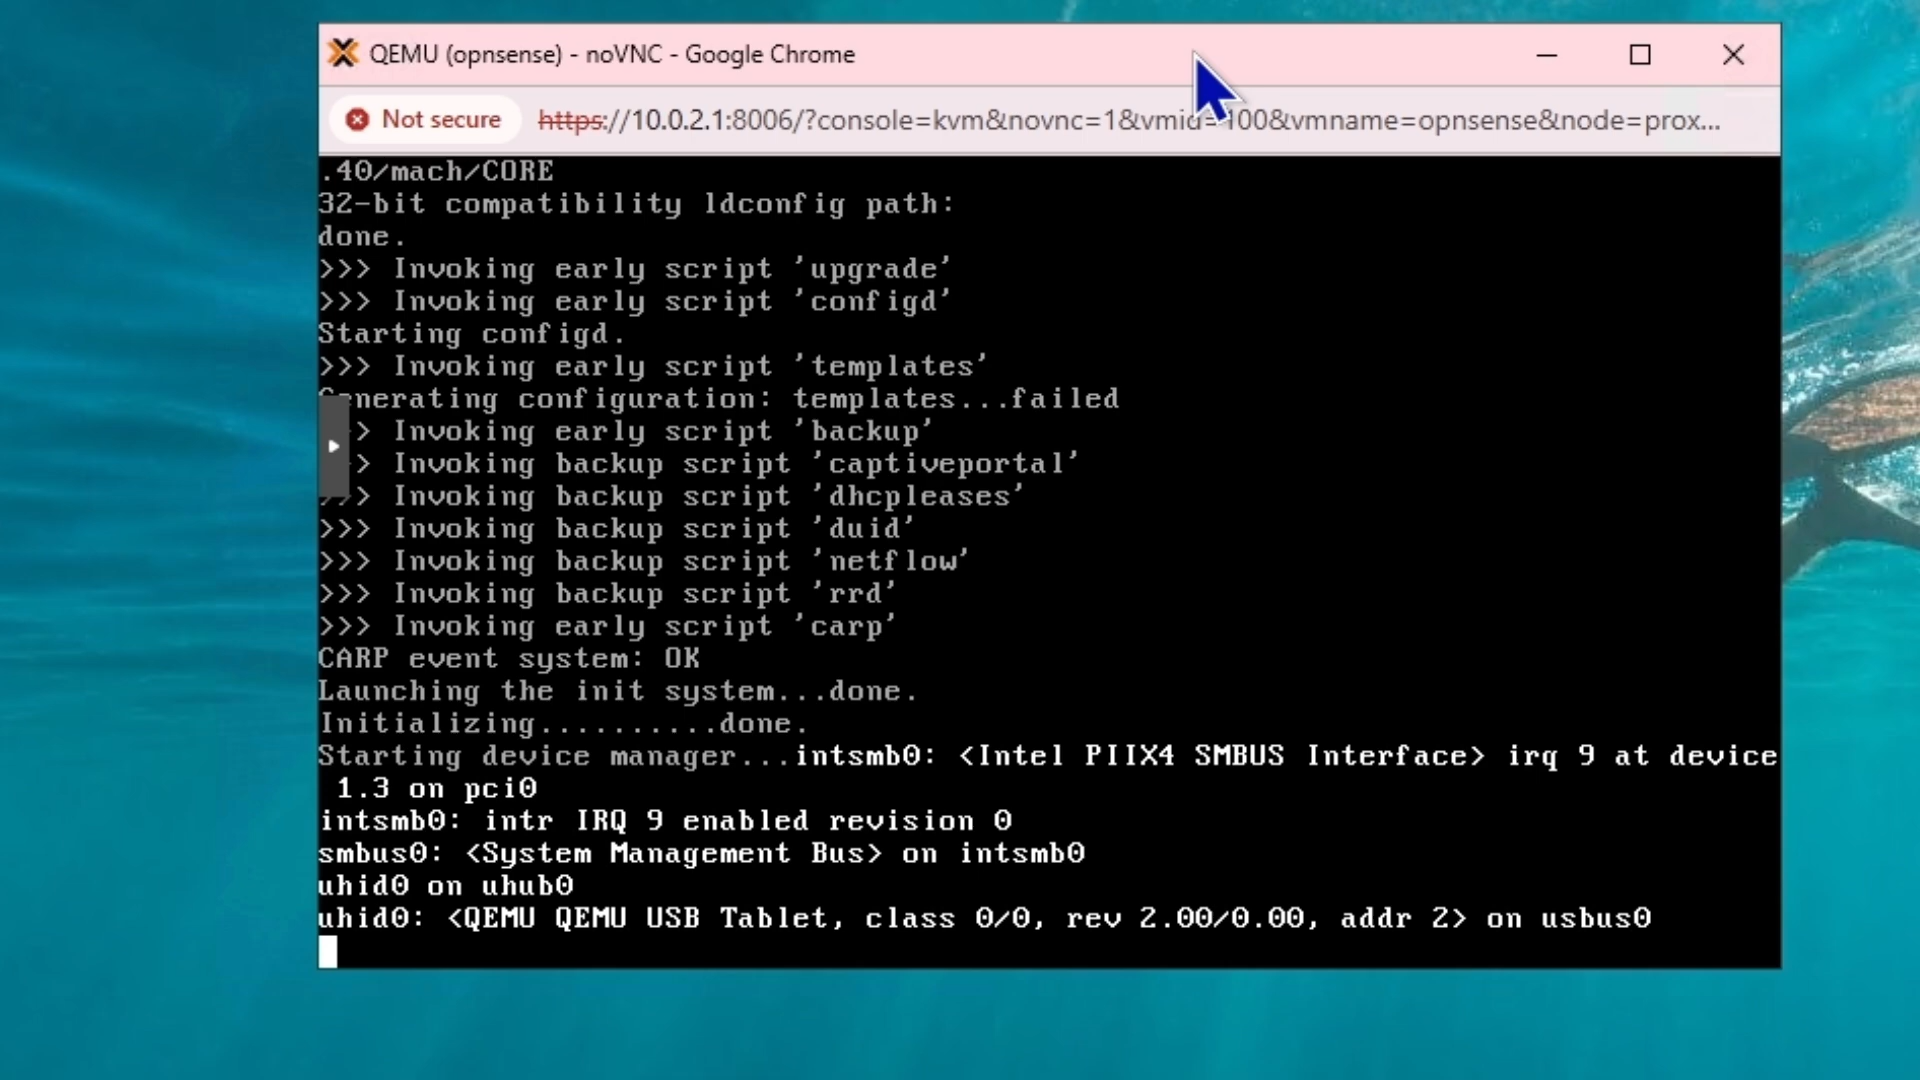 QEMU (opnsense) - noVNC - Google Chrome
Not secure https://10.0.2.1:8006/?console=kvm&novnc=1&vmid=100&vmname=opnsense&node=prox...
.40/mach/CORE
32-bit compatibility ldconfig path:
done.
>>> Invoking early script 'upgrade'
>>> Invoking early script 'configd'
Starting configd.
>>> Invoking early script 'templates'
Generating configuration: templates...failed
>> Invoking early script 'backup'
>> Invoking backup script 'captiveportal'
>>> Invoking backup script 'dhcpleases'
>>> Invoking backup script 'duid'
>>> Invoking backup script 'netflow'
>>> Invoking backup script 'rrd'
>>> Invoking early script 'carp'
CARP event system: OK
Launching the init system...done.
Initializing..........done.
Starting device manager...intsmb0: <Intel PIIX4 SMBUS Interface> irq 9 at device
1.3 on pci0
intsmb0: intr IRQ 9 enabled revision 0
smbus0: <System Management Bus> on intsmb0
uhid0 on uhub0
uhid0: <QEMU QEMU USB Tablet, class 0/0, rev 2.00/0.00, addr 2> on usbus0